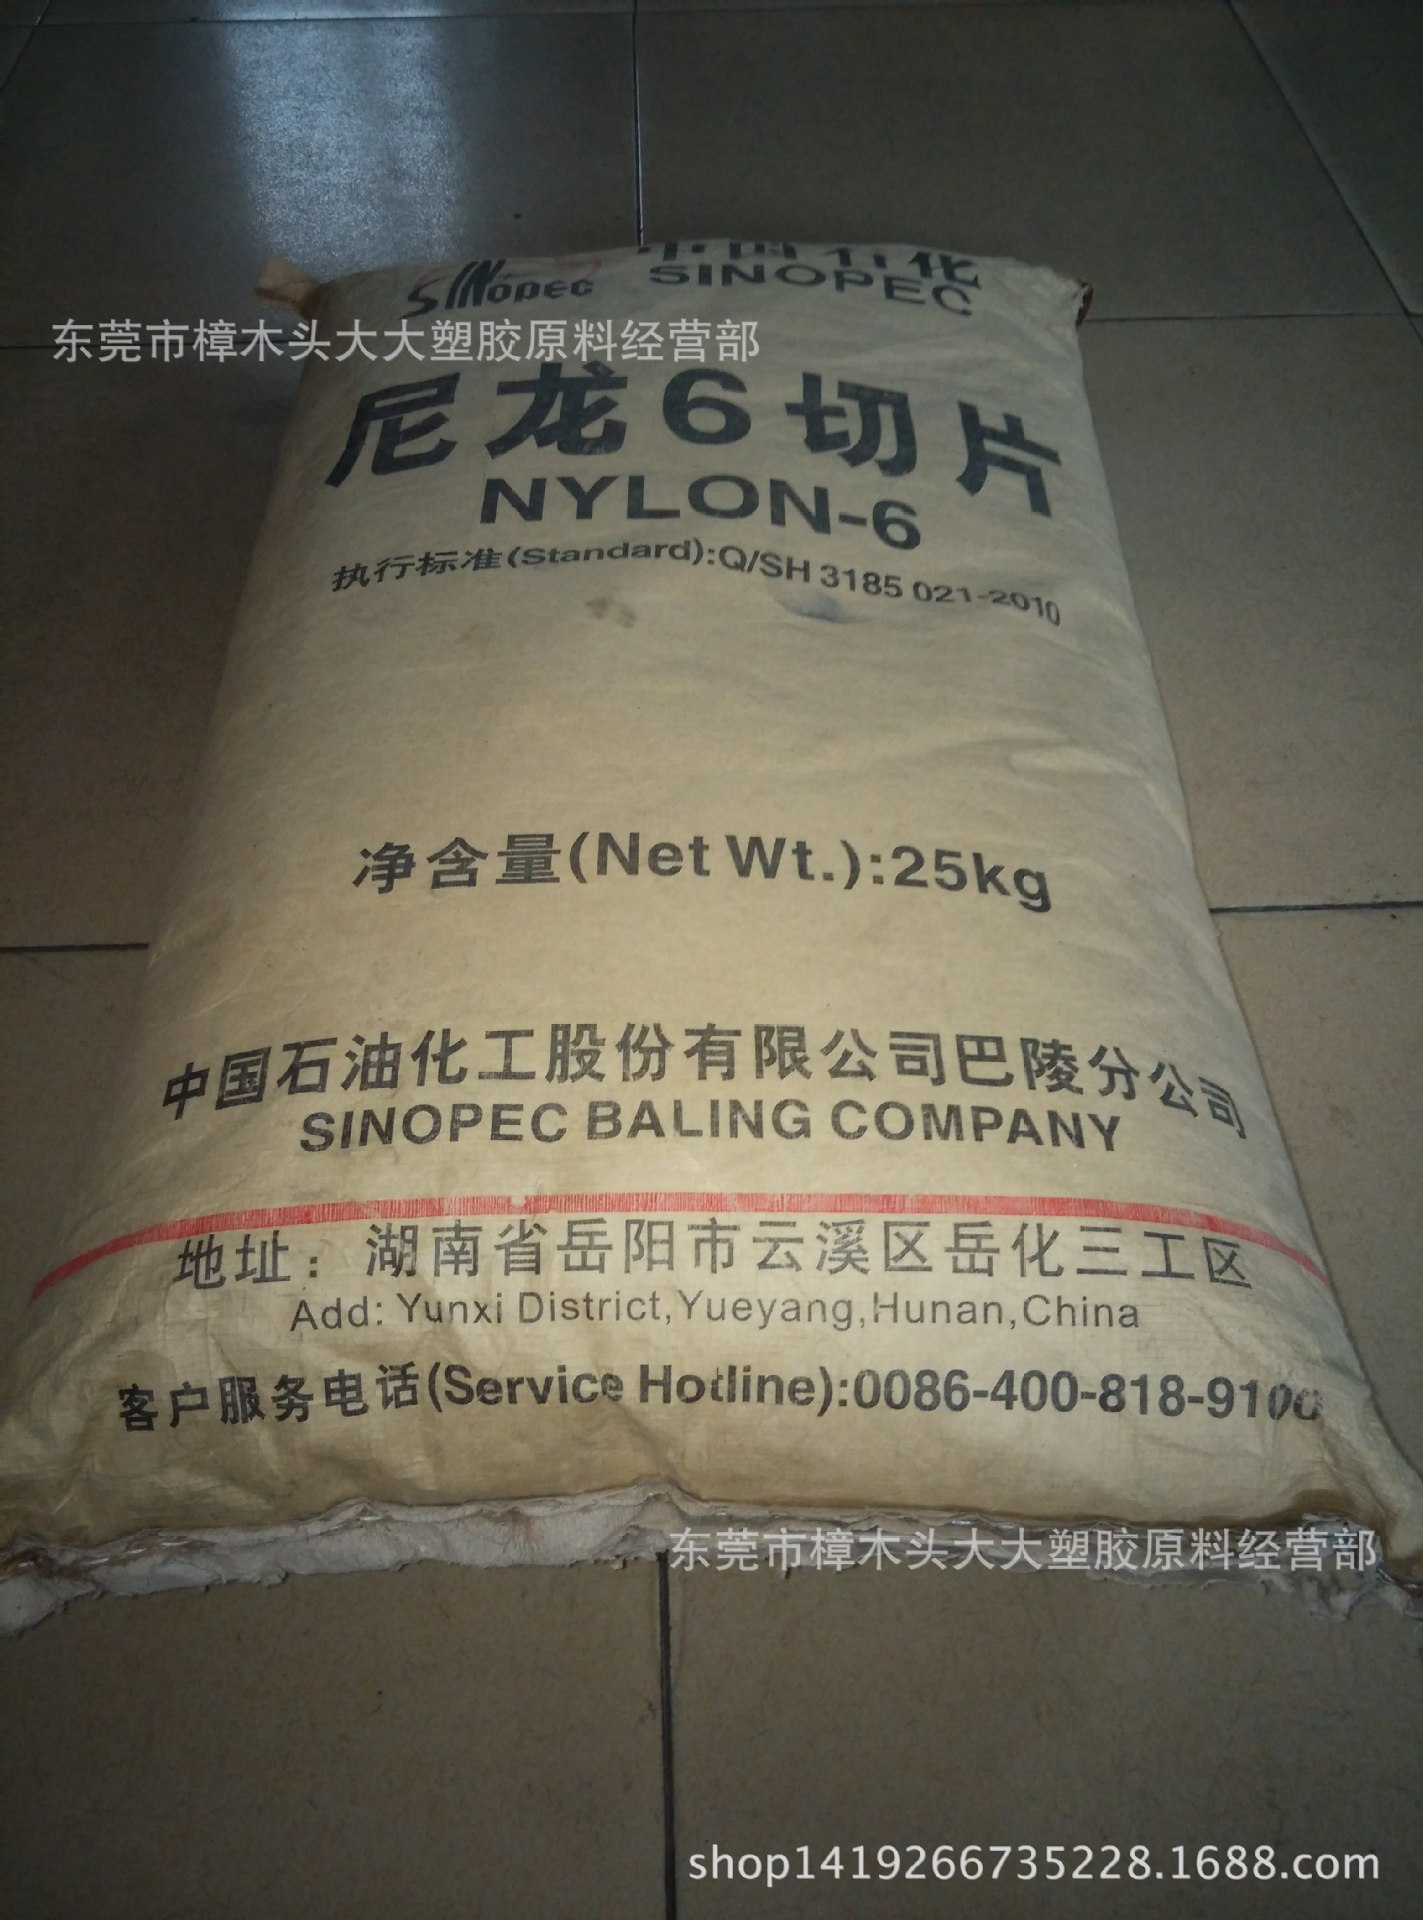 SINopec 中国石化
SINOPEC
东莞市樟木头大大塑胶原料经营部
尼龙6切片
NYLON-6
执行标准(Standard):Q/SH 3185 021-2010
净含量(Net Wt.):25kg
中国石油化工股份有限公司巴陵分公司
SINOPEC BALING COMPANY
地址：湖南省岳阳市云溪区岳化三工区
Add: Yunxi District,Yueyang,Hunan,China
客户服务电话(Service Hotline):0086-400-818-9100
东莞市樟木头大大塑胶原料经营部
shop1419266735228.1688.com